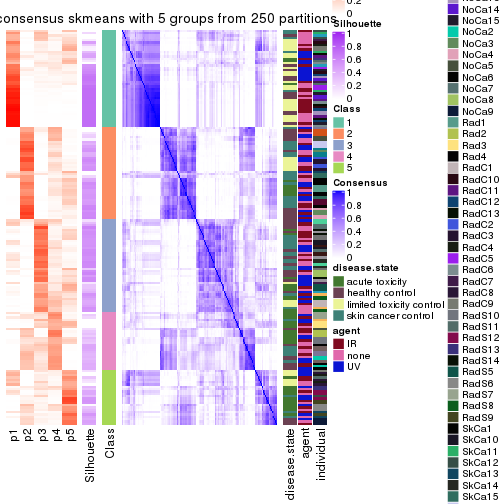 consensus skmeans with 5 groups from 250 partitions
0.2
0
Silhouette
1
0.8
0.6
0.4
0.2
0
Class
1
2
3
4
5
Consensus
1
0.8
0.6
0.4
0.2
0
disease.state
acute toxicity
healthy control
limited toxicity control
skin cancer control
agent
IR
none
UV
NoCa14
NoCa15
NoCa2
NoCa3
NoCa4
NoCa5
NoCa6
NoCa7
NoCa8
NoCa9
Rad1
Rad2
Rad3
Rad4
RadC1
RadC10
RadC11
RadC12
RadC13
RadC2
RadC3
RadC4
RadC5
RadC6
RadC7
RadC8
RadC9
RadS10
RadS11
RadS12
RadS13
RadS14
RadS5
RadS6
RadS7
RadS8
RadS9
SkCa1
SkCa10
SkCa11
SkCa12
SkCa13
SkCa14
SkCa15
p1
p2
p3
p4
p5
Silhouette
Class
disease.state
agent
individual